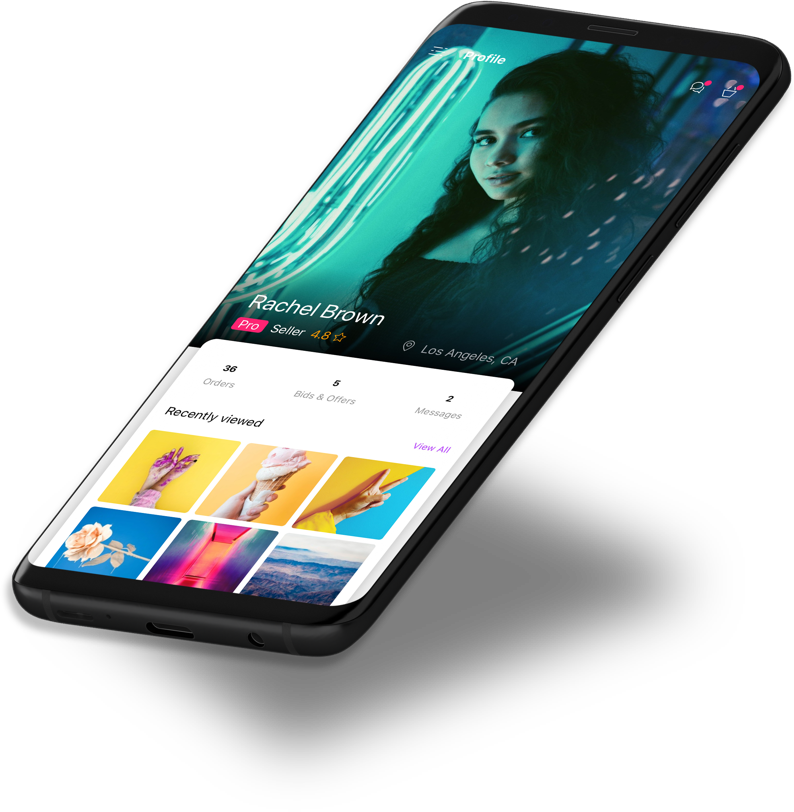 Profile
Rachel Brown
Pro Seller 4.8
Los Angeles, CA
36
Orders
5
Bids & Offers
2
Messages
Recently viewed
View All